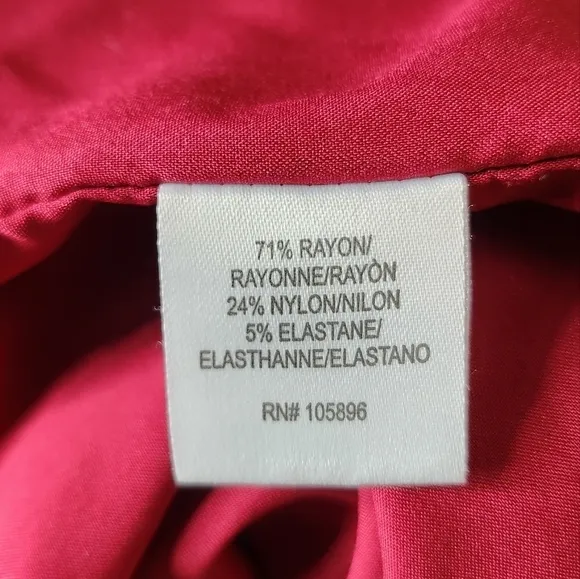 71% RAYON/
RAYONNE/RAYÒN
24% NYLON/NILON
5% ELASTANE/
ELASTHANNE/ELASTANO
RN# 105896